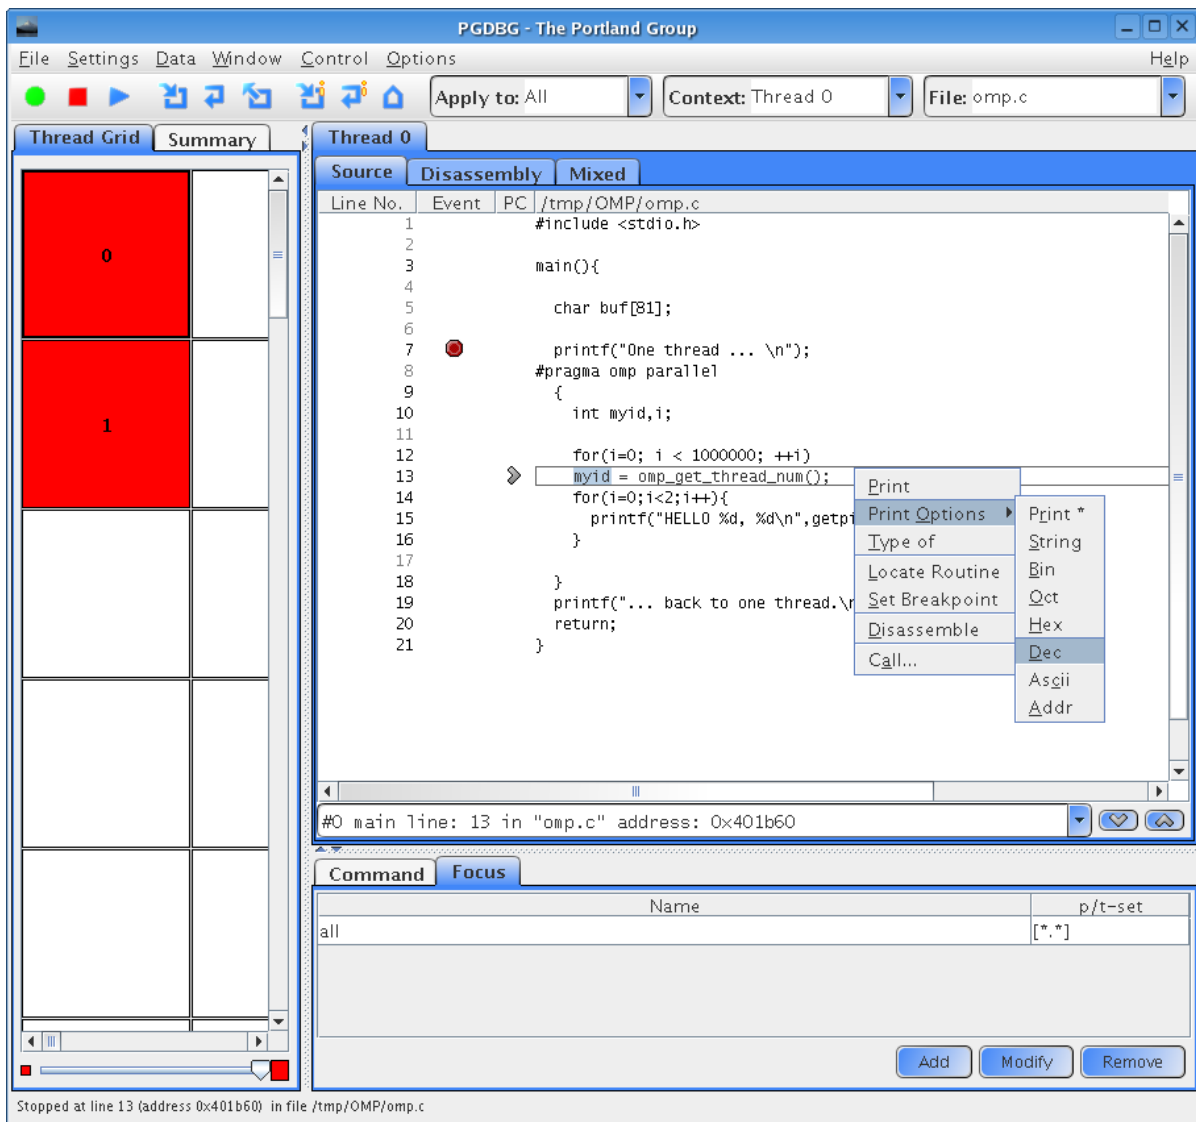 PGDBG - The Portland Group
File Settings Data Window Control Options Help
Apply to: All Context: Thread 0 File: omp.c
Thread Grid Summary
0
1
Thread 0
Source Disassembly Mixed
Line No. Event PC /tmp/OMP/omp.c
1 #include <stdio.h>
2
3 main(){
4
5 char buf[81];
6
7 printf("One thread ... \n");
8 #pragma omp parallel
9 {
10 int myid,i;
11
12 for(i=0; i < 1000000; ++i)
13 myid = omp_get_thread_num();
14 for(i=0;i<2;i++){
15 printf("HELLO %d, %d\n",getpi
16 }
17
18 }
19 printf("... back to one thread.\n
20 return;
21 }
Print
Print Options
Type of
Locate Routine
Set Breakpoint
Disassemble
Call...
Print *
String
Bin
Oct
Hex
Dec
Ascii
Addr
#0 main line: 13 in "omp.c" address: 0x401b60
Command Focus
Name p/t-set
all [*.*]
Add Modify Remove
Stopped at line 13 (address 0x401b60) in file /tmp/OMP/omp.c